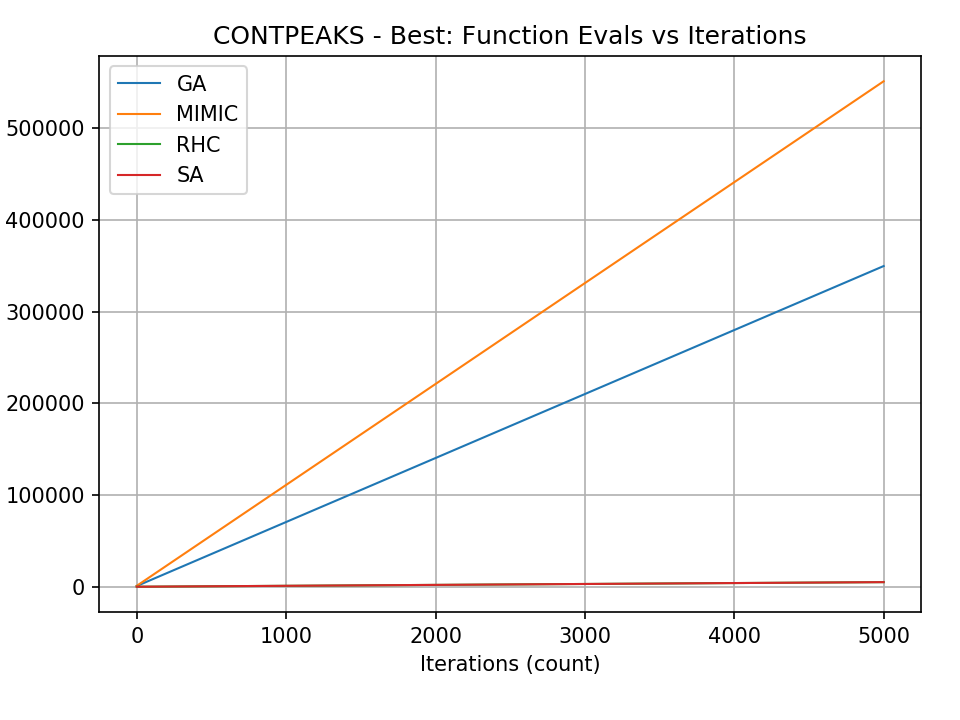 CONTPEAKS - Best: Function Evals vs Iterations
GA
MIMIC
RHC
SA
500000
400000
300000
200000
100000
0
0 1000 2000 3000 4000 5000
Iterations (count)